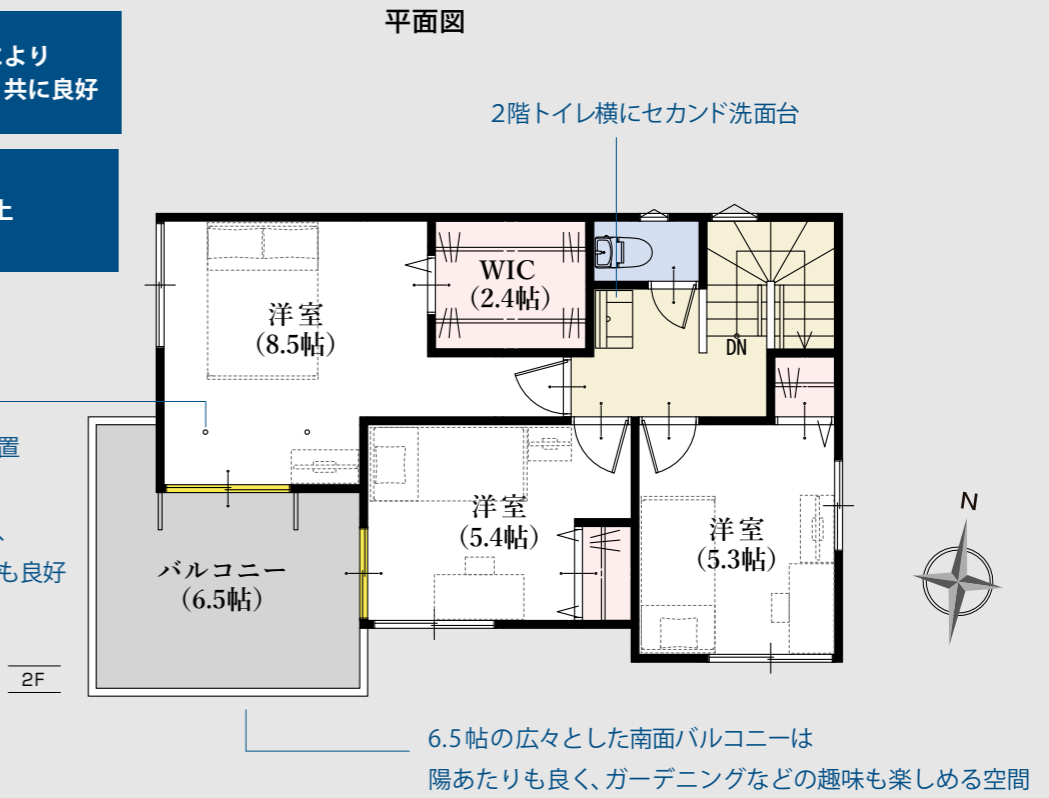 平面図
により
共に良好
上
2階トイレ横にセカンド洗面台
WIC
(2.4帖)
洋室
(8.5帖)
DN
置
、
も良好
洋室
(5.4帖)
洋室
(5.3帖)
N
バルコニー
(6.5帖)
2F
6.5帖の広々とした南面バルコニーは
陽あたりも良く、ガーデニングなどの趣味も楽しめる空間